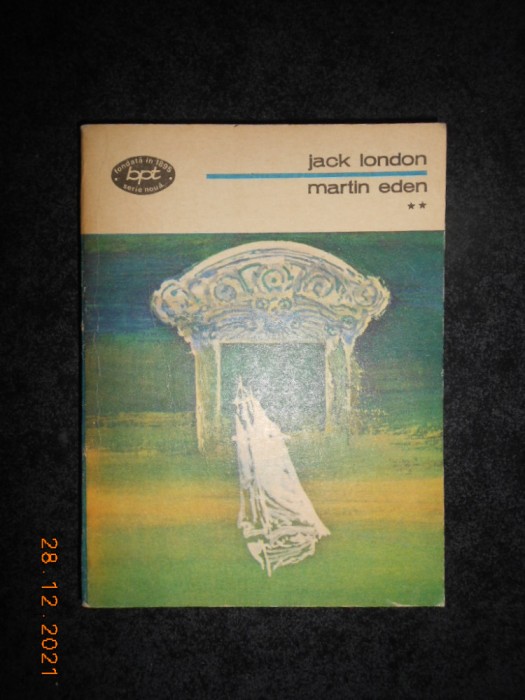 fondată în 1895
bpt
seria nouă
jack london
martin eden
**
28.12.2021